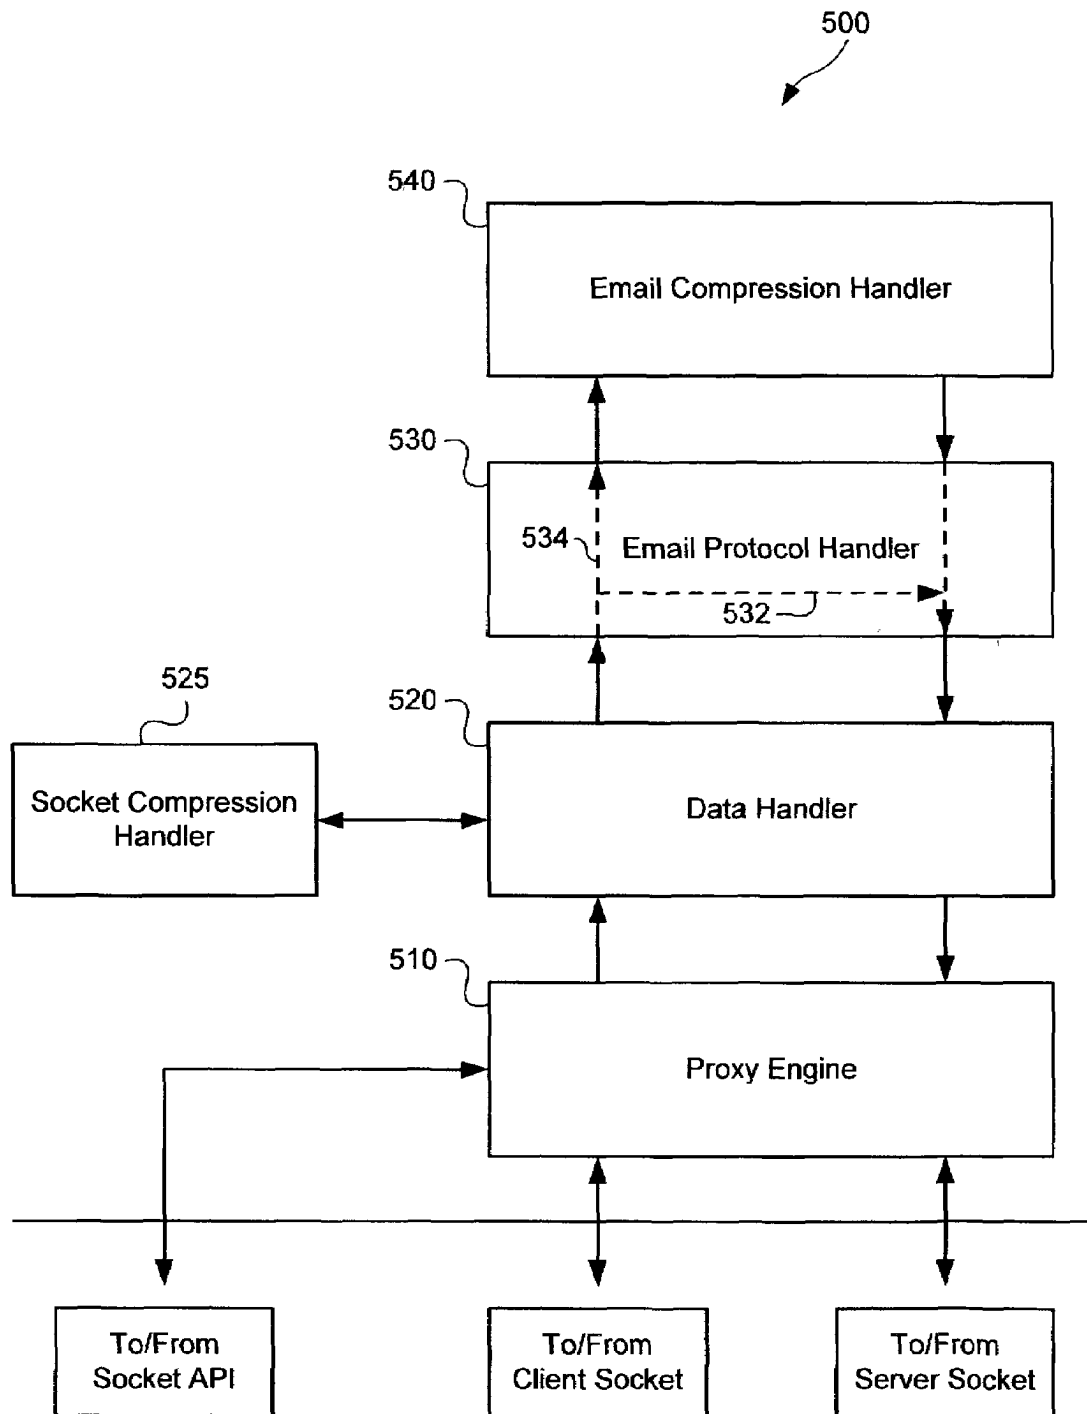 500
540
Email Compression Handler
530
534
Email Protocol Handler
532
525
520
Socket Compression
Handler
Data Handler
510
Proxy Engine
To/From
Socket API
To/From
Client Socket
To/From
Server Socket